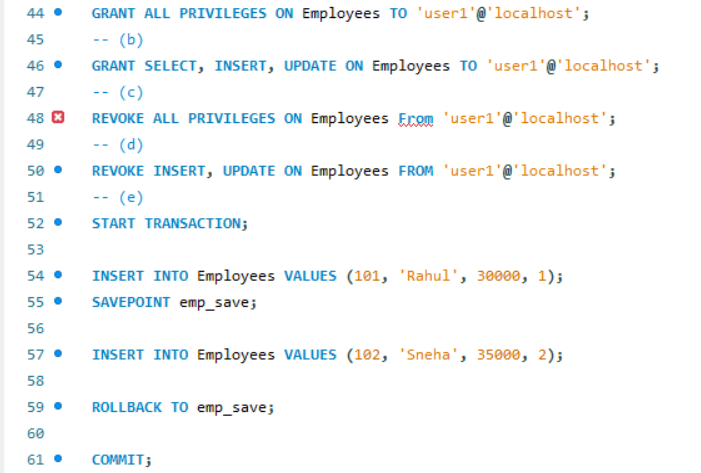 44 GRANT ALL PRIVILEGES ON Employees TO 'user1'@'localhost';
45 -- (b)
46 GRANT SELECT, INSERT, UPDATE ON Employees TO 'user1'@'localhost';
47 -- (c)
48 REVOKE ALL PRIVILEGES ON Employees From 'user1'@'localhost';
49 -- (d)
50 REVOKE INSERT, UPDATE ON Employees FROM 'user1'@'localhost';
51 -- (e)
52 START TRANSACTION;
53
54 INSERT INTO Employees VALUES (101, 'Rahul', 30000, 1);
55 SAVEPOINT emp_save;
56
57 INSERT INTO Employees VALUES (102, 'Sneha', 35000, 2);
58
59 ROLLBACK TO emp_save;
60
61 COMMIT;